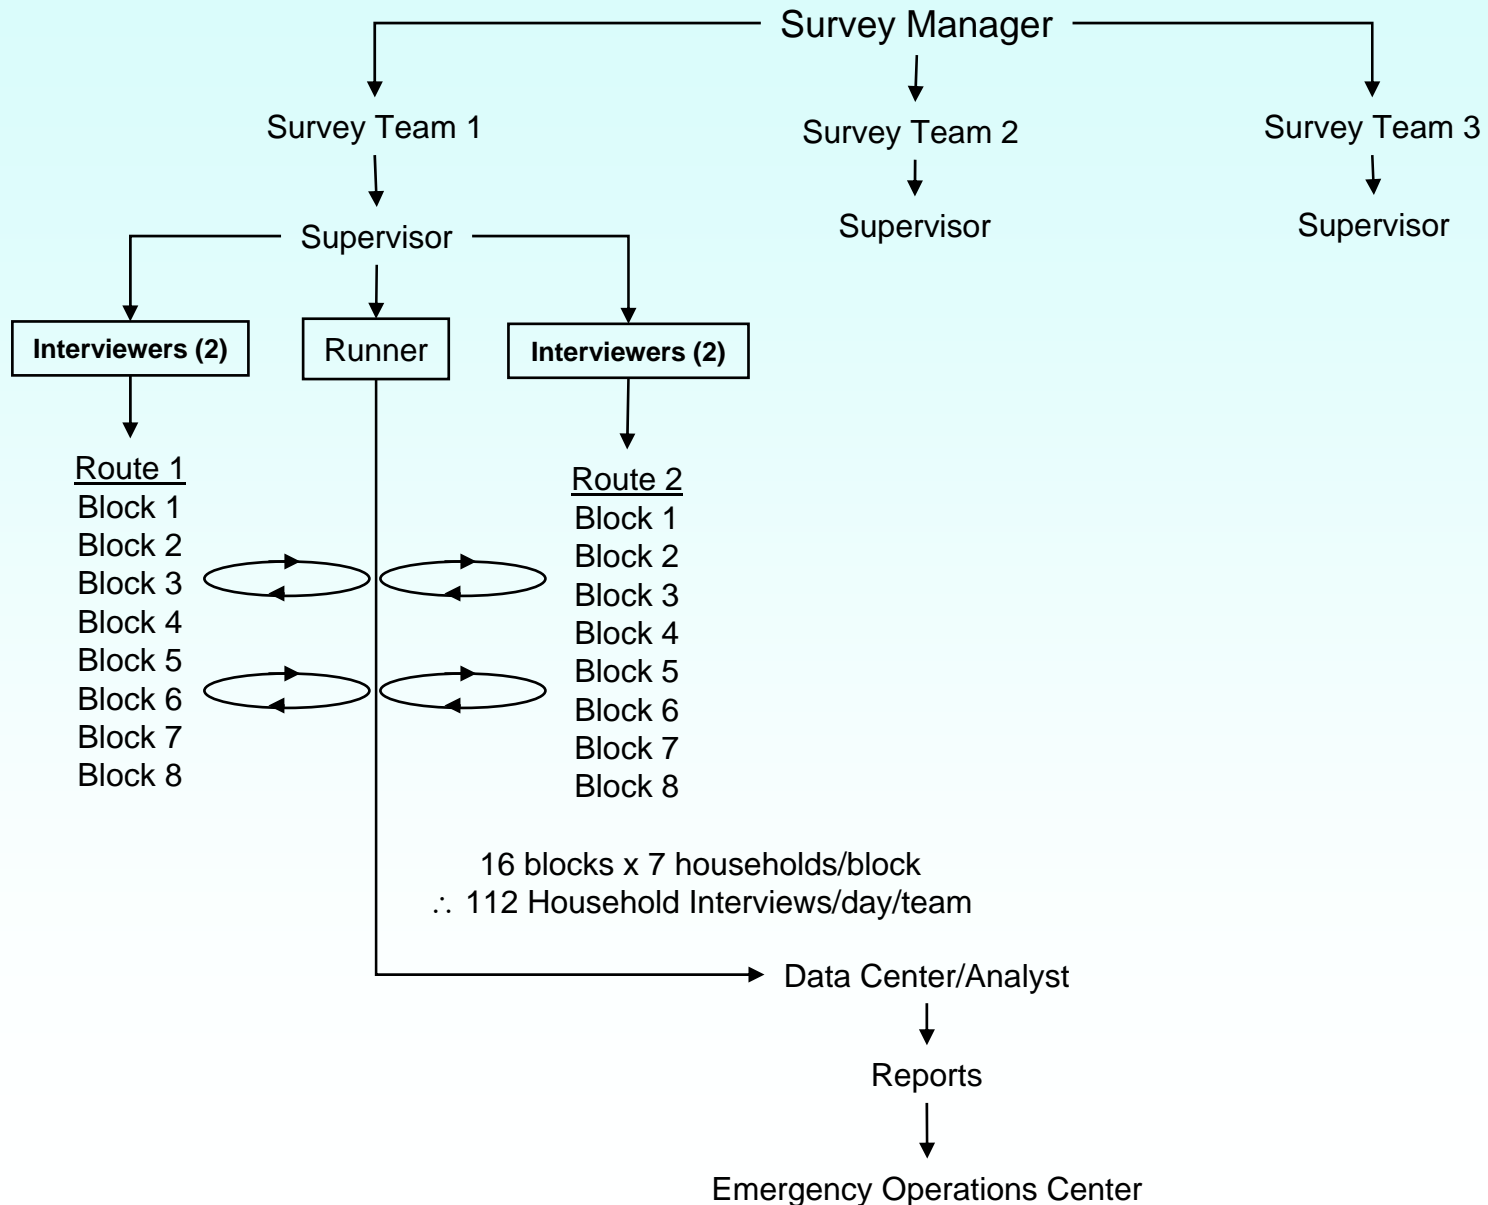 Survey Manager
Survey Team 1
Survey Team 2
Survey Team 3
Supervisor
Supervisor
Supervisor
Interviewers (2)
Runner
Interviewers (2)
Route 1
Block 1
Block 2
Block 3
Block 4
Block 5
Block 6
Block 7
Block 8
Route 2
Block 1
Block 2
Block 3
Block 4
Block 5
Block 6
Block 7
Block 8
16 blocks x 7 households/block
∴ 112 Household Interviews/day/team
Data Center/Analyst
Reports
Emergency Operations Center